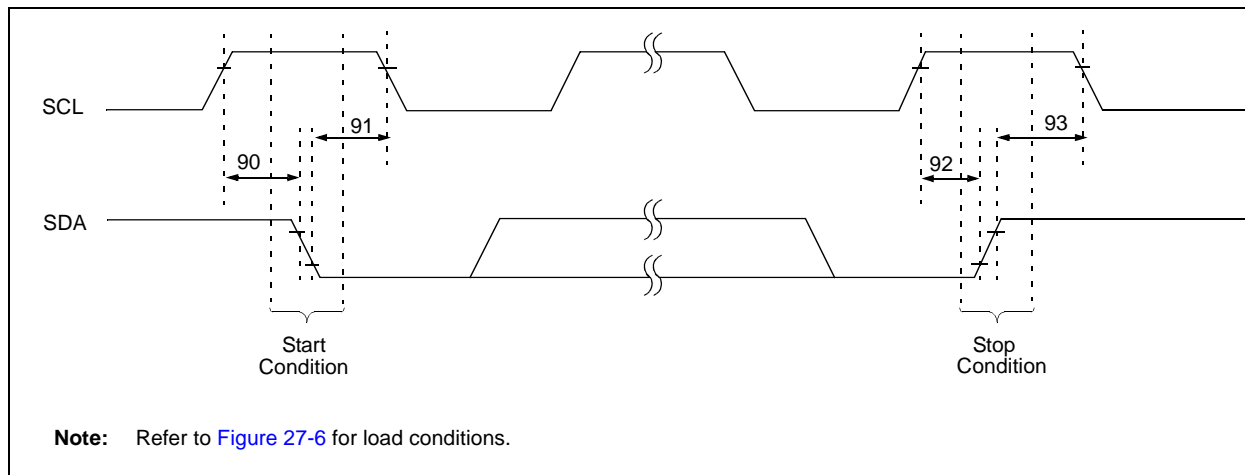 SCL
91
93
90
92
SDA
Start
Condition
Stop
Condition
Note: Refer to Figure 27-6 for load conditions.